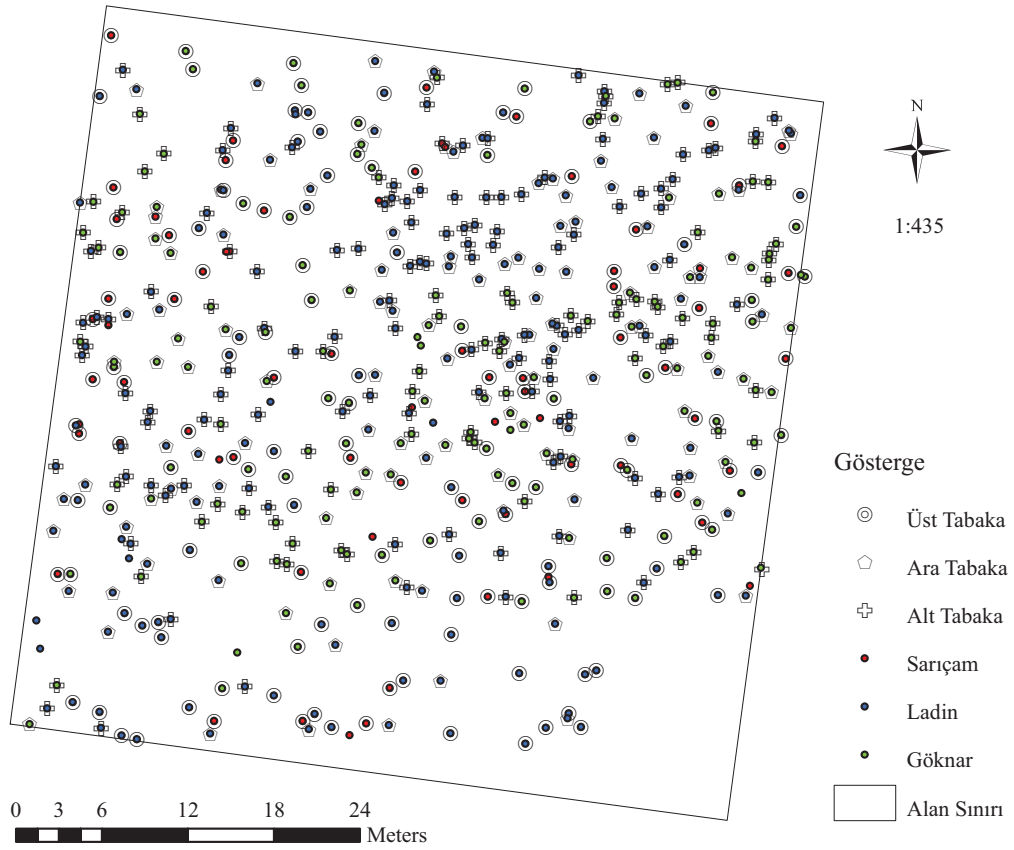 N
1:435
Gösterge
Üst Tabaka
Ara Tabaka
Alt Tabaka
Sarıçam
Ladin
Göknar
Alan Sınırı
0 3 6 12 18 24
Meters